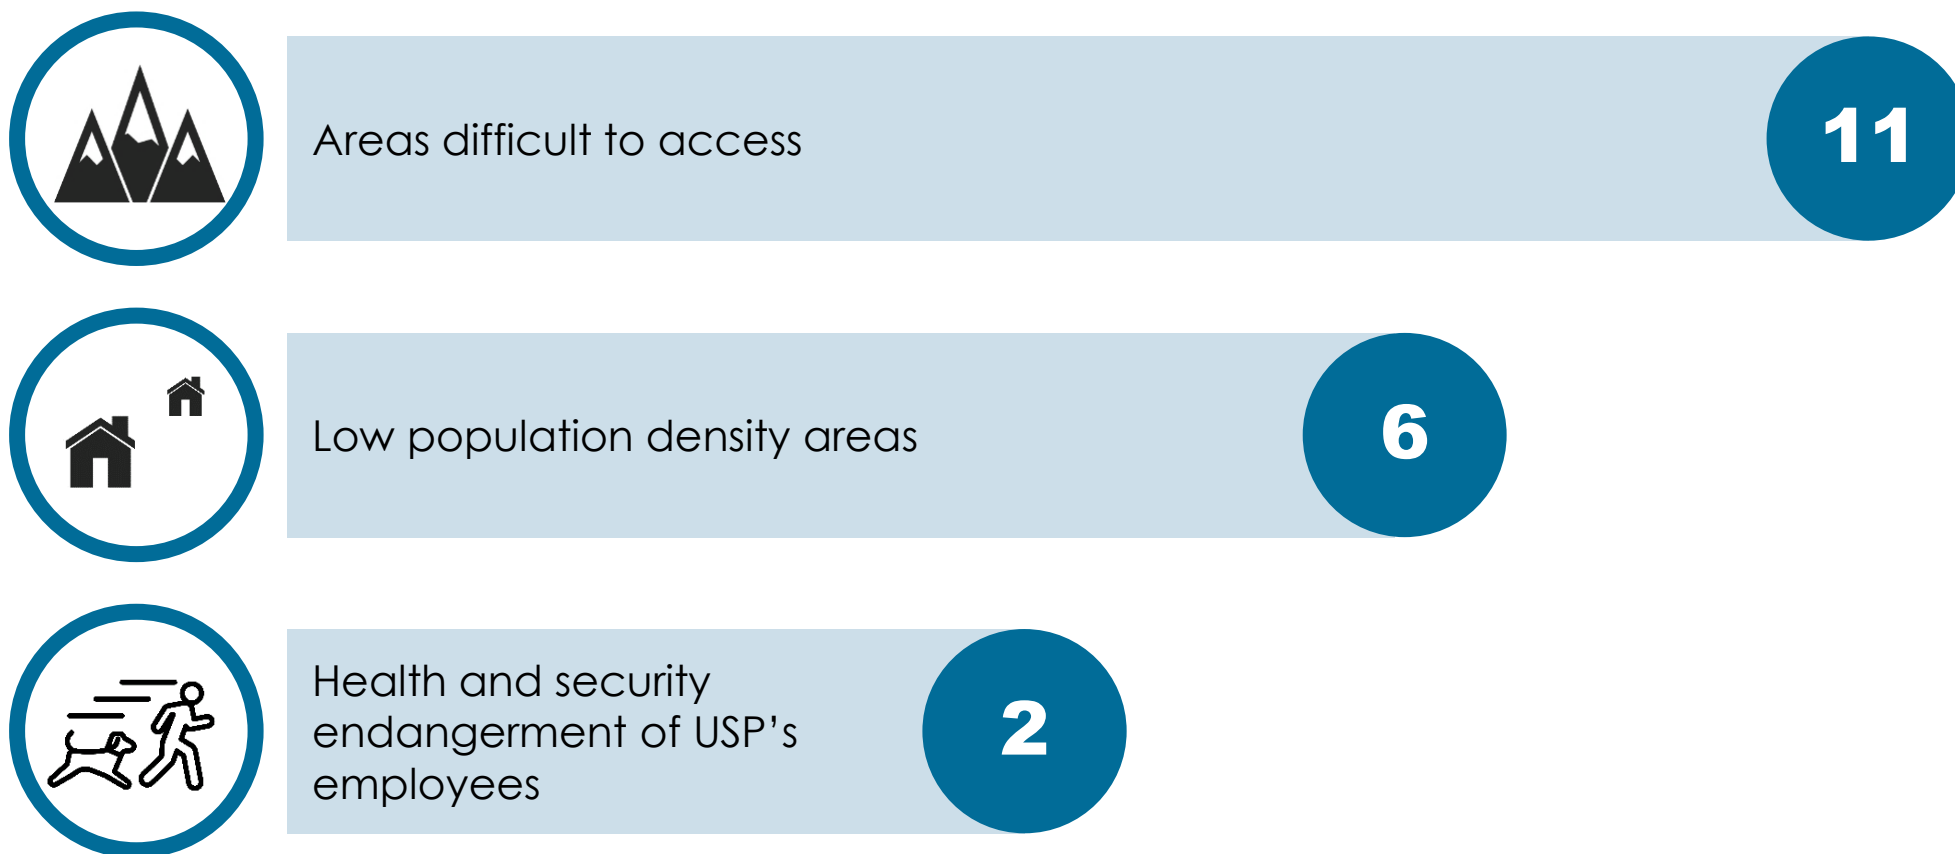 Areas difficult to access
11
Low population density areas
6
Health and security
endangerment of USP’s
employees
2